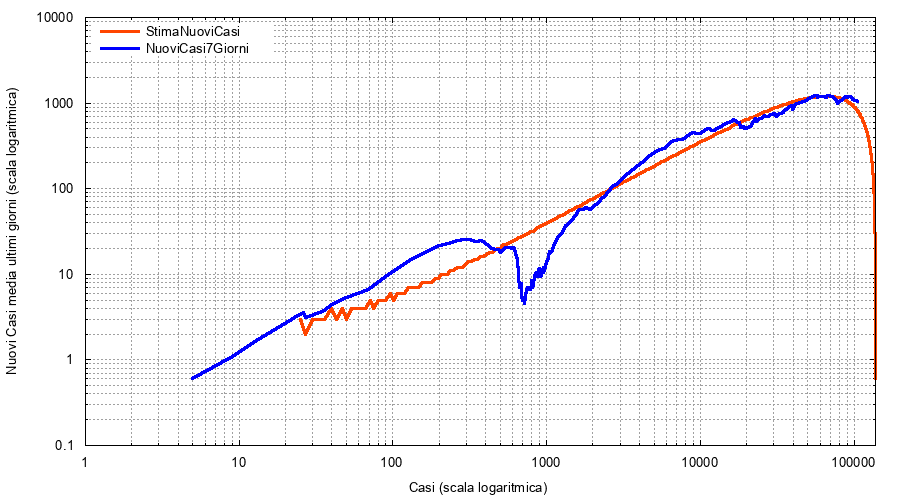 10000
1000
100
10
1
0.1
StimaNuoviCasi
NuoviCasi7Giorni
Nuovi Casi media ultimi giorni (scala logaritmica)
1 10 100 1000 10000 100000
Casi (scala logaritmica)